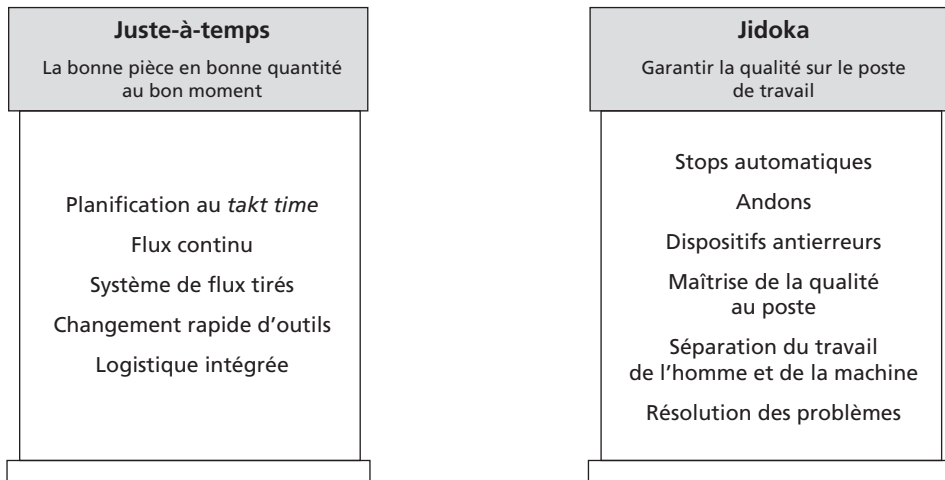 Juste-à-temps
La bonne pièce en bonne quantité
au bon moment
Planification au takt time
Flux continu
Système de flux tirés
Changement rapide d’outils
Logistique intégrée
Jidoka
Garantir la qualité sur le poste
de travail
Stops automatiques
Andons
Dispositifs antierreurs
Maîtrise de la qualité
au poste
Séparation du travail
de l’homme et de la machine
Résolution des problèmes